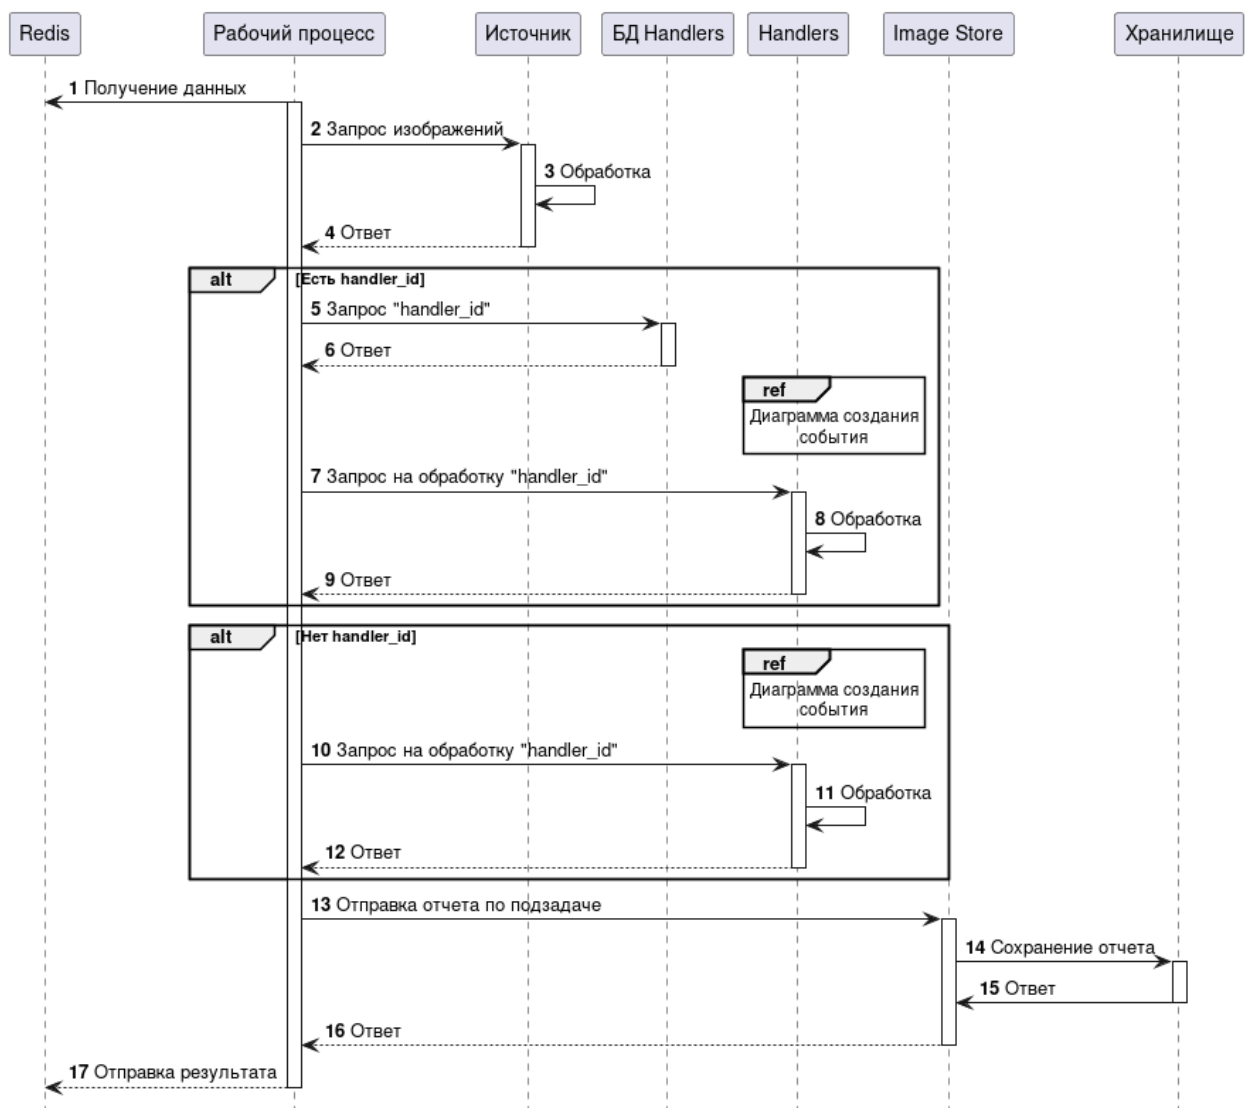 Redis
Рабочий процесс
Источник
БД Handlers
Handlers
Image Store
Хранилище
1 Получение данных
2 Запрос изображений
3 Обработка
4 Ответ
alt
[Есть handler_id]
5 Запрос "handler_id"
6 Ответ
ref
Диаграмма создания
события
7 Запрос на обработку "handler_id"
8 Обработка
9 Ответ
alt
[Нет handler_id]
ref
Диаграмма создания
события
10 Запрос на обработку "handler_id"
11 Обработка
12 Ответ
13 Отправка отчета по подзадаче
14 Сохранение отчета
15 Ответ
16 Ответ
17 Отправка результата